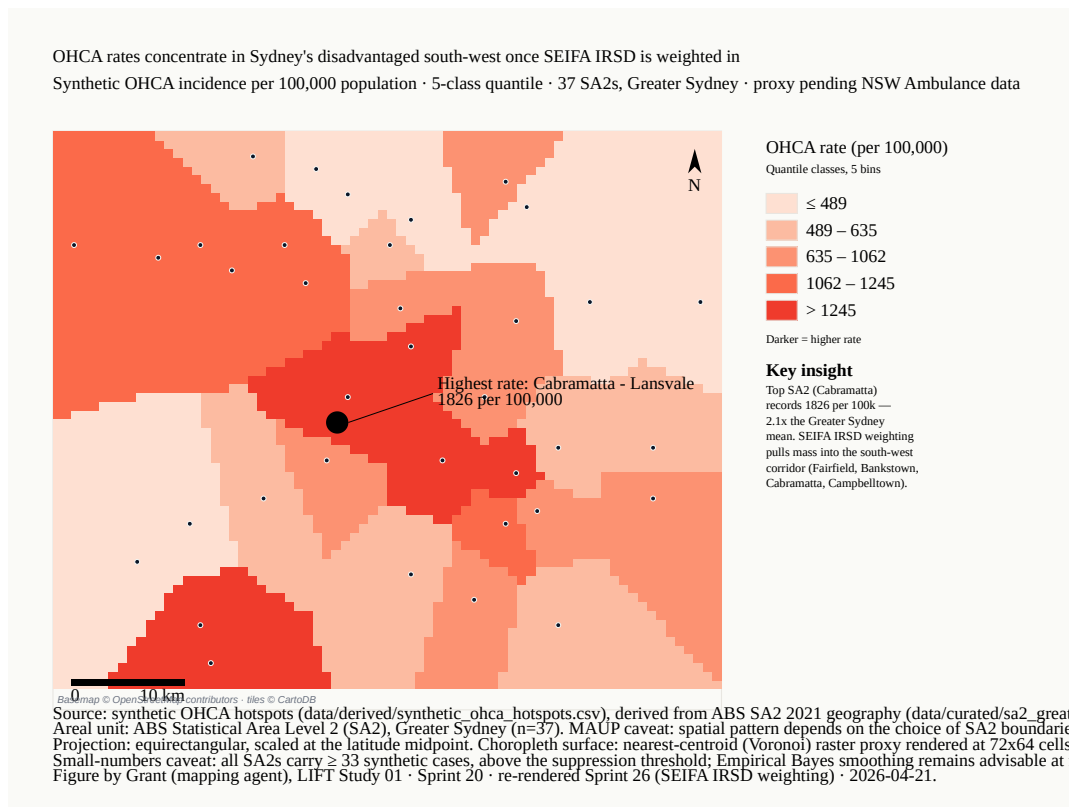 OHCA rates concentrate in Sydney's disadvantaged south-west once SEIFA IRSD is weighted in
Synthetic OHCA incidence per 100,000 population · 5-class quantile · 37 SA2s, Greater Sydney · proxy pending NSW Ambulance data
N
OHCA rate (per 100,000)
Quantile classes, 5 bins
≤ 489
489 – 635
635 – 1062
1062 – 1245
> 1245
Darker = higher rate
Key insight
Top SA2 (Cabramatta)
records 1826 per 100k —
2.1x the Greater Sydney
mean. SEIFA IRSD weighting
pulls mass into the south-west
corridor (Fairfield, Bankstown,
Cabramatta, Campbelltown).
Highest rate: Cabramatta - Lansvale
1826 per 100,000
0 10 km
Basemap © OpenStreetMap contributors · tiles © CartoDB
Source: synthetic OHCA hotspots (data/derived/synthetic_ohca_hotspots.csv), derived from ABS SA2 2021 geography (data/curated/sa2_great
Areal unit: ABS Statistical Area Level 2 (SA2), Greater Sydney (n=37). MAUP caveat: spatial pattern depends on the choice of SA2 boundarie
Projection: equirectangular, scaled at the latitude midpoint. Choropleth surface: nearest-centroid (Voronoi) raster proxy rendered at 72x64 cells
Small-numbers caveat: all SA2s carry ≥ 33 synthetic cases, above the suppression threshold; Empirical Bayes smoothing remains advisable at
Figure by Grant (mapping agent), LIFT Study 01 · Sprint 20 · re-rendered Sprint 26 (SEIFA IRSD weighting) · 2026-04-21.